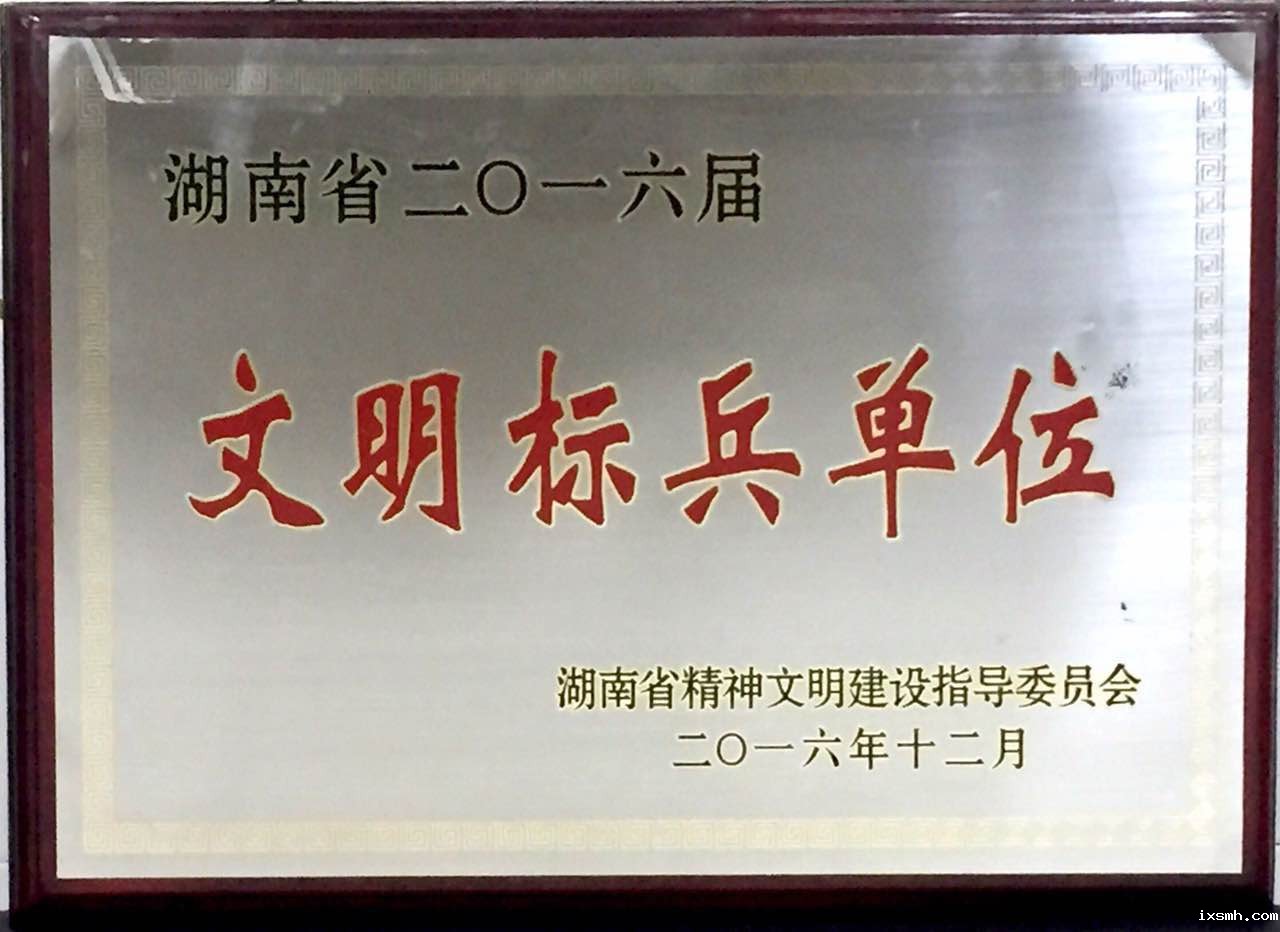 湖南省二〇一六届
文明标兵单位
湖南省精神文明建设指导委员会
二〇一六年十二月
ixsmh.com